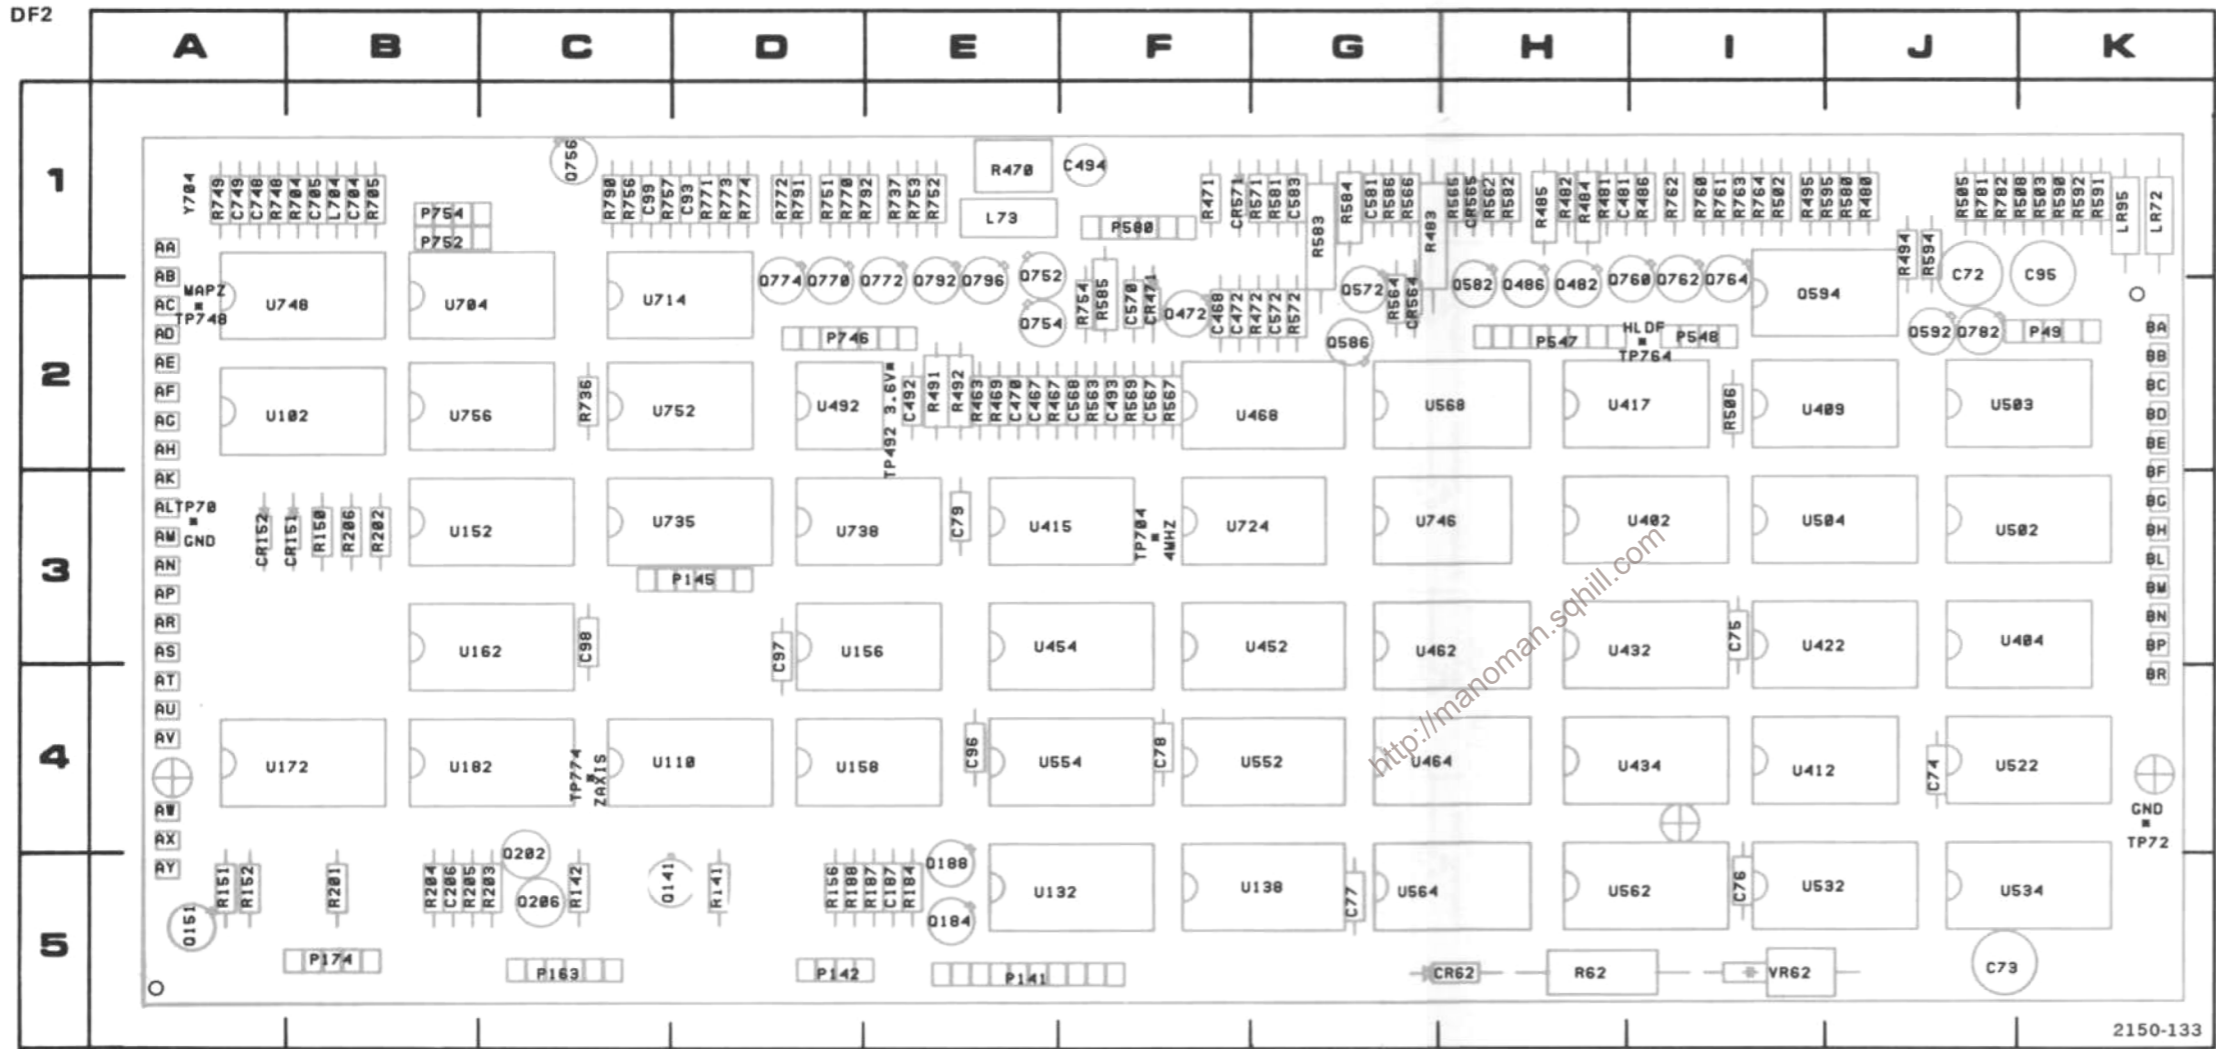 DF2
A B C D E F G H I J K
1
Y704 R749 C749 C748 R748 R704 C705 L704 C704 R705
P754
P752
Q756
R790 R756 C99 R757 C93 R771 R773 R774 R772 R791 R751 R770 R792 R737 R753 R752
R470
L73
C494
P580
R471 CR571 R571 R581 C583 R583 R584 C581 R586 R566 R483 R565 CR565 R562 R582 R485 R482 R484 R481 C481 R486 R762 R760 R761 R763 R764 R502 R495 R595 R580 R480 R494 R594 R505 R781 R782 R508 R503 R590 R592 R591 LR95 LR72
AA
AB
AC
AD
MAPZ
TP748
U748 U704 U714
Q774 Q770 Q772 Q792 Q796 Q752
Q754
P746
R754 R585 C570 CR471 Q472 C468 C472 R472 C572 R572
Q572 R564 CR564
Q586
Q582 Q486 Q482 Q760 Q762 Q764
Q594
C72 C95
Q592 Q782
P49
P547
HLDF
TP764
P548
2
AE
AF
AG
AH
U102 U756 R736 U752 U492
TP492 3.6V
C492 R491 R492 R463 R469 C470 C467 R467 C568 R563 C493 R569 C567 R567
U468 U568 U417 R506 U409 U503
BA
BB
BC
BD
BE
BF
BG
BH
BL
BM
BN
BP
BR
3
AK
AL
AM
AN
AP
AR
AS
TP70
GND
CR152 CR151 R150 R206 R202
U152 U735 U738 C79 U415
TP704
4MHZ
U724 U746 U402 U504 U502
P145
U162 C98 C97 U156 U454 U452 U462 U432 C75 U422 U404
http://manoman.sqhill.com
4
AT
AU
AV
AW
AX
U172 U182
TP774
ZAXIS
U110 U158 C96 U554 C78 U552 U464 U434 U412 C74 U522
GND
TP72
5
AY
R151 R152 R201 R204 C206 R205 R203
Q202
Q206
R142 Q141 R141 R156 R188 R187 C187 R184
Q188
Q184
U132 U138 C77 U564 U562 C76 U532 U534
Q151
P174 P163 P142 P141 CR62 R62 VR62 C73
2150-133